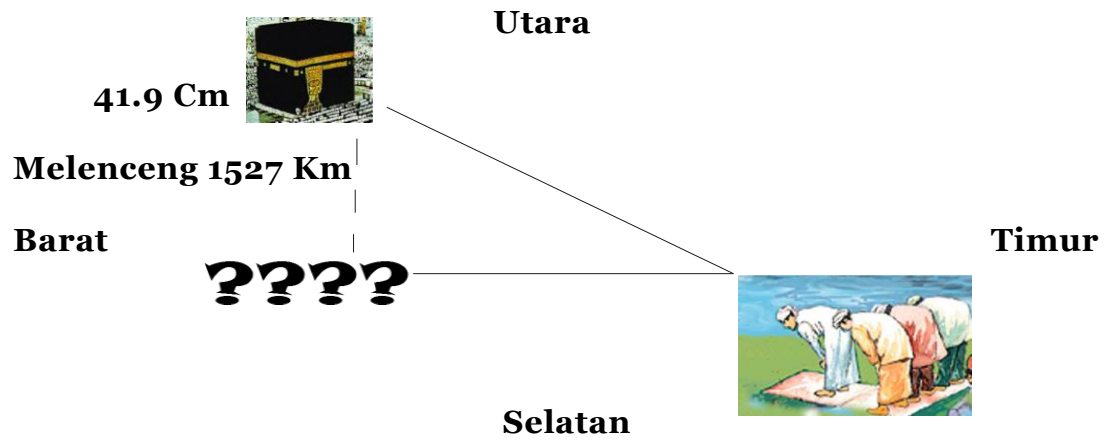 Utara
41.9 Cm
Melenceng 1527 Km
Barat
Timur
????
Selatan